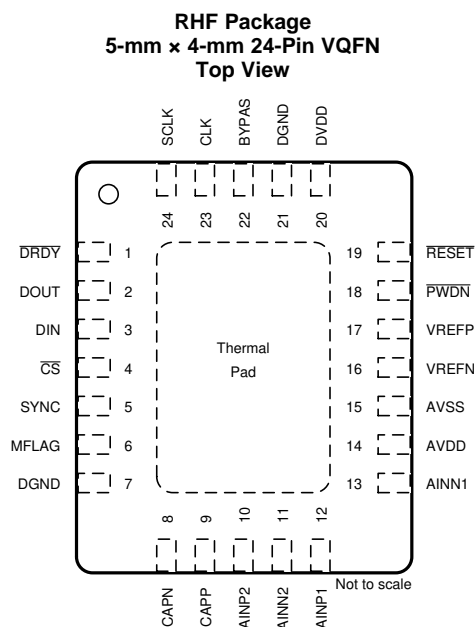 RHF Package
5-mm × 4-mm 24-Pin VQFN
Top View
SCLK
CLK
BYPAS
DGND
DVDD
24
23
22
21
20
DRDY 1
DOUT 2
DIN 3
CS 4
SYNC 5
MFLAG 6
DGND 7
Thermal
Pad
19 RESET
18 PWDN
17 VREFP
16 VREFN
15 AVSS
14 AVDD
13 AINN1
8
9
10
11
12
CAPN
CAPP
AINP2
AINN2
AINP1
Not to scale